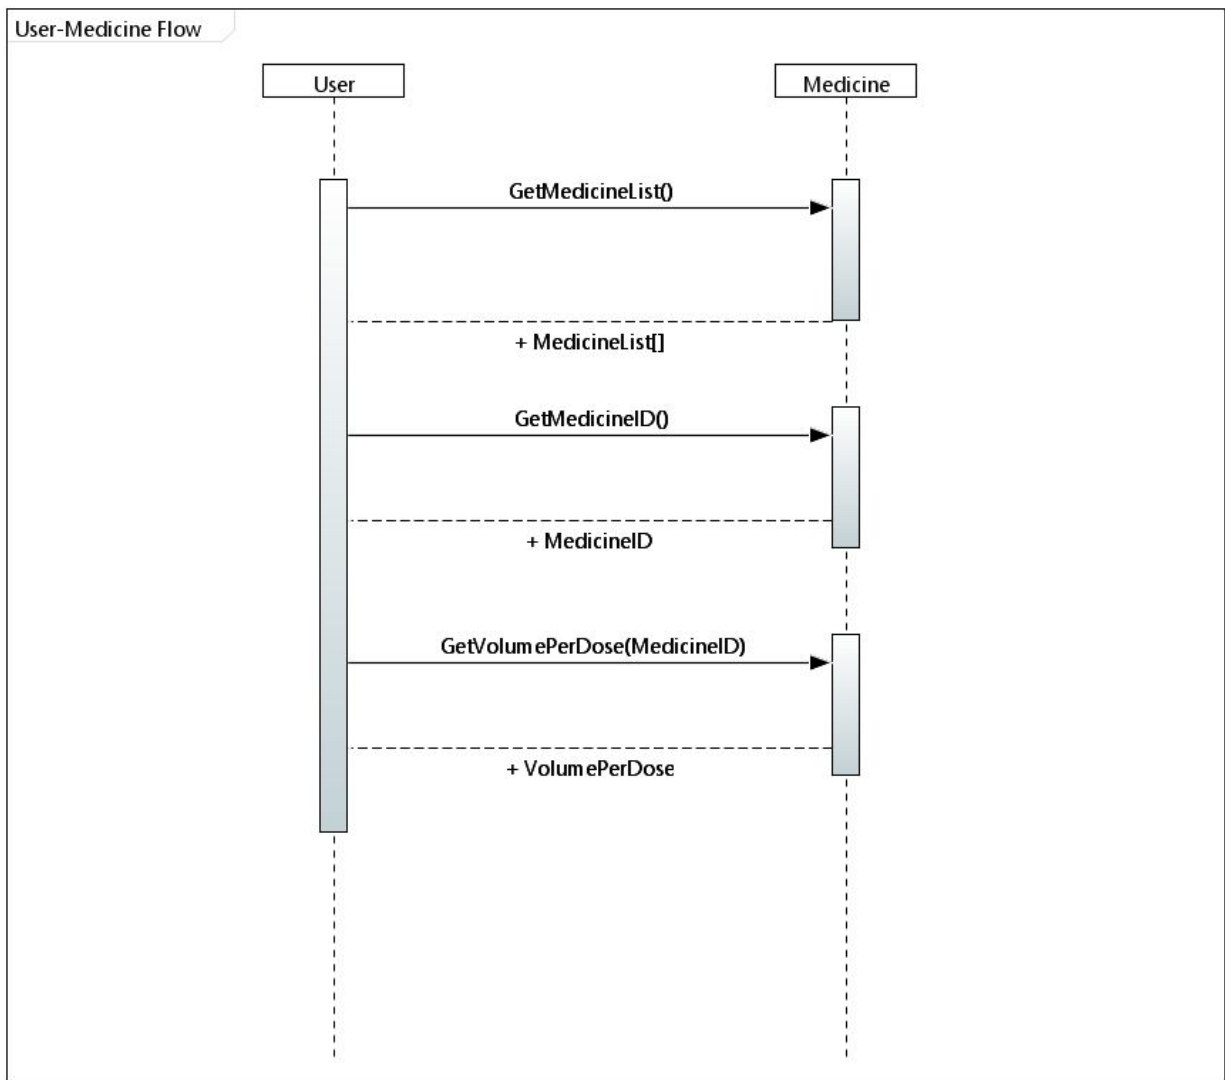 User-Medicine Flow
User
Medicine
GetMedicineList()
+ MedicineList[]
GetMedicineID()
+ MedicineID
GetVolumePerDose(MedicineID)
+ VolumePerDose